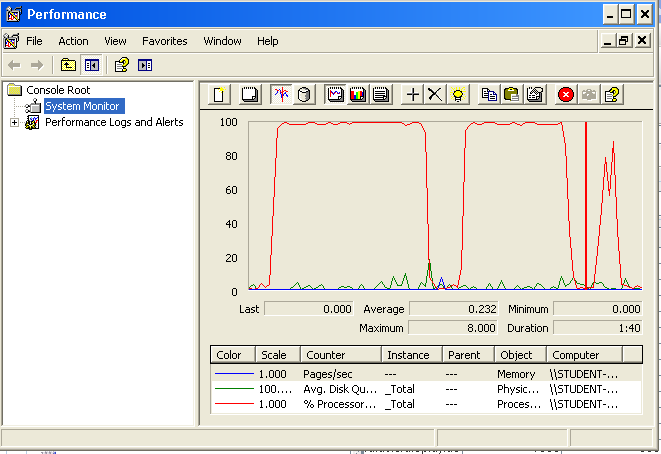 Performance
File Action View Favorites Window Help
Console Root
System Monitor
Performance Logs and Alerts
100
80
60
40
20
0
Last 0.000 Average 0.232 Minimum 0.000
Maximum 8.000 Duration 1:40
Color Scale Counter Instance Parent Object Computer
1.000 Pages/sec --- --- Memory \\STUDENT-...
100.... Avg. Disk Qu... _Total --- Physic... \\STUDENT-...
1.000 % Processor... _Total --- Proces... \\STUDENT-...